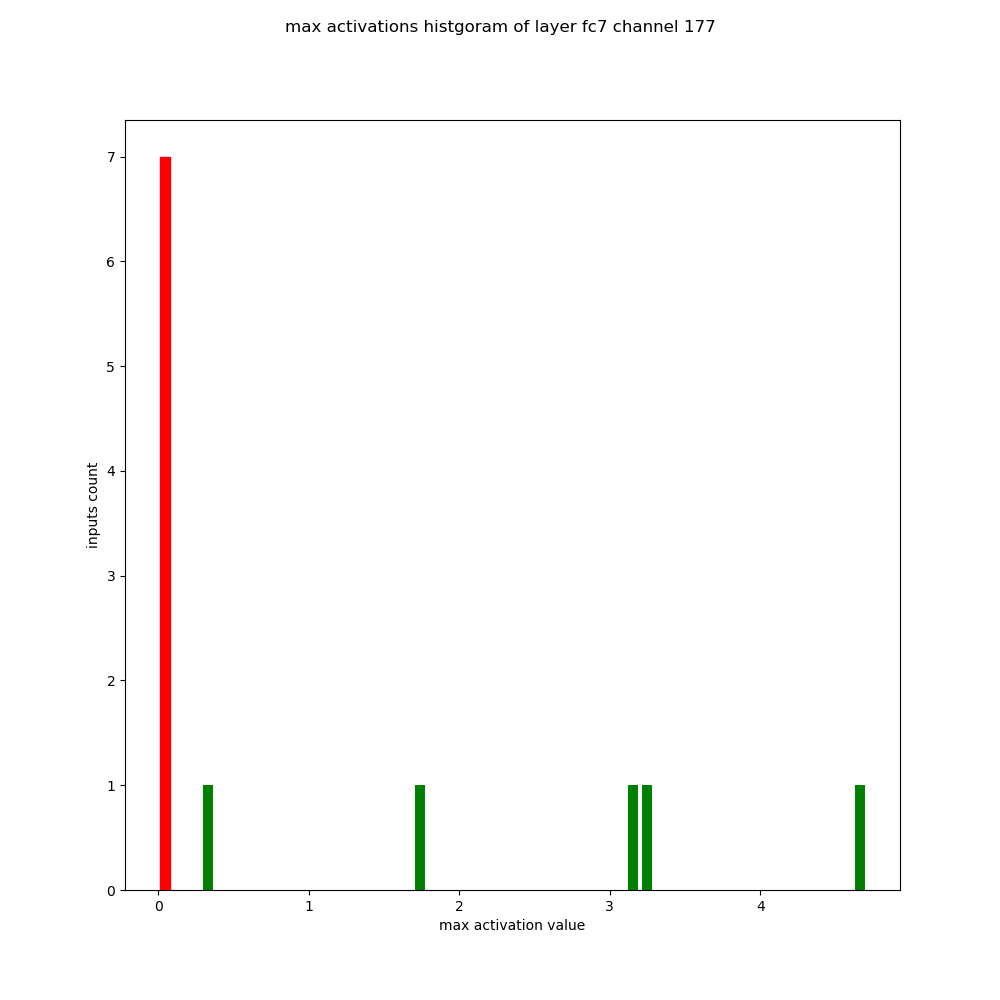 max activations histgoram of layer fc7 channel 177
7
6
5
4
3
2
1
0
inputs count
0 1 2 3 4
max activation value